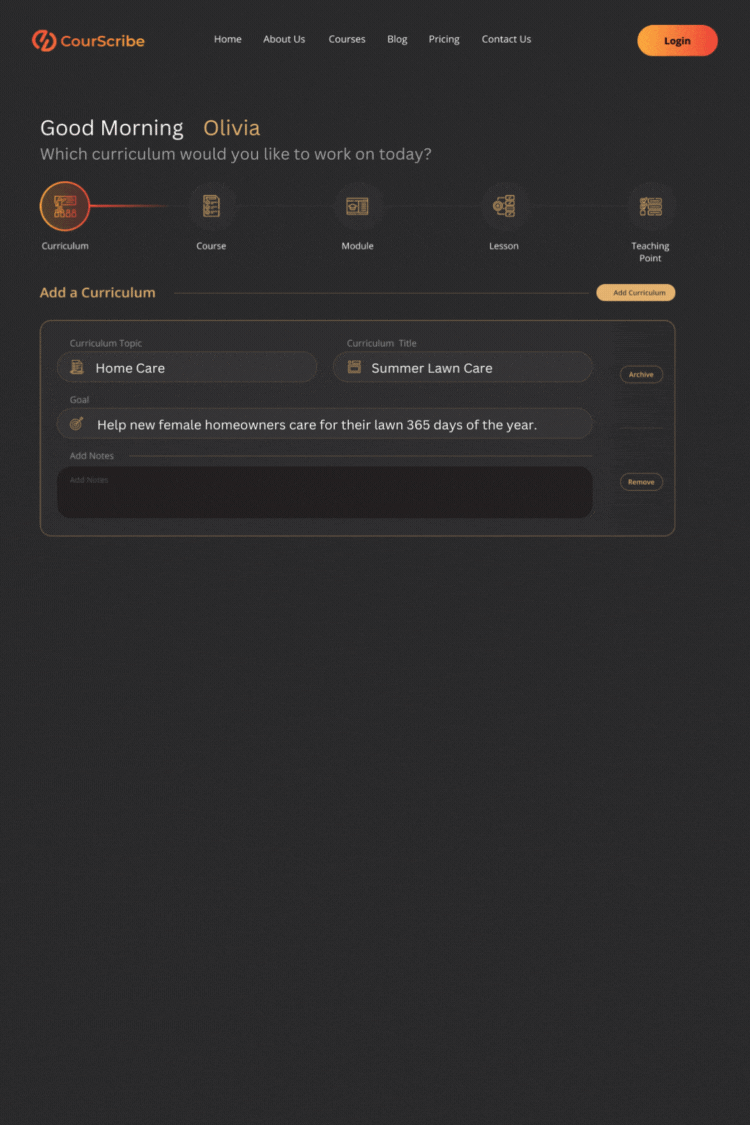 CourScribe
Home About Us Courses Blog Pricing Contact Us Login
Good Morning Olivia
Which curriculum would you like to work on today?
Curriculum Course Module Lesson Teaching
Point
Add a Curriculum Add Curriculum
Curriculum Topic Curriculum Title
Home Care Summer Lawn Care
Archive
Goal
Help new female homeowners care for their lawn 365 days of the year.
Add Notes
Add Notes
Remove